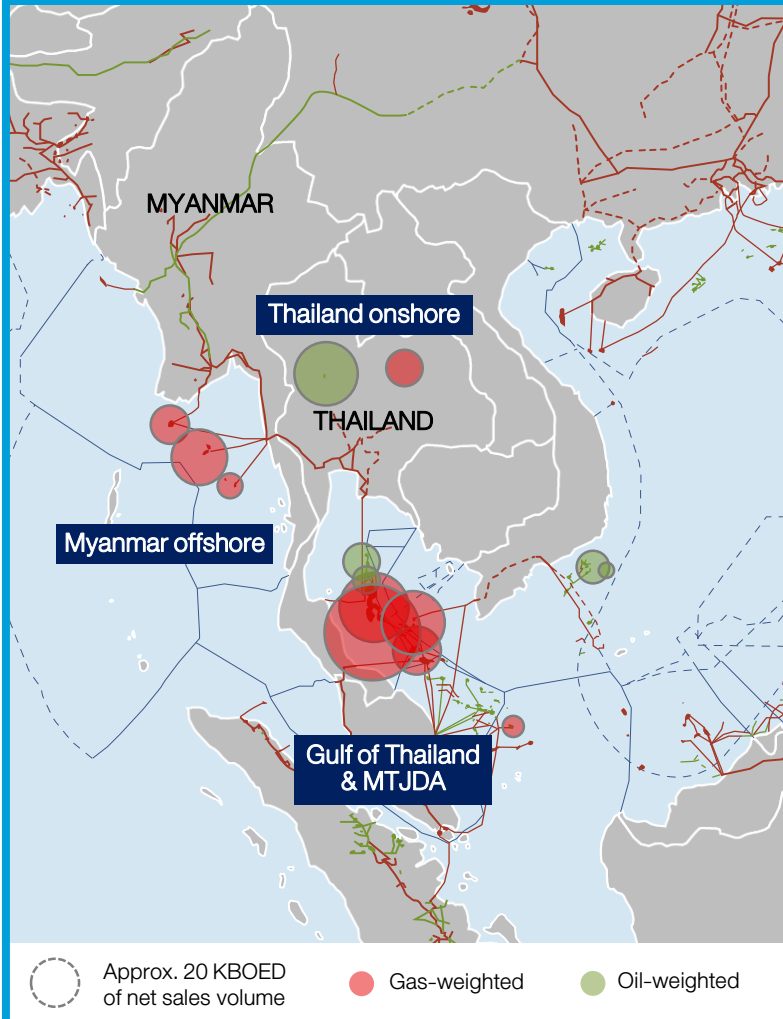 MYANMAR
Thailand onshore
THAILAND
Myanmar offshore
Gulf of Thailand
& MTJDA
Approx. 20 KBOED
of net sales volume
Gas-weighted
Oil-weighted